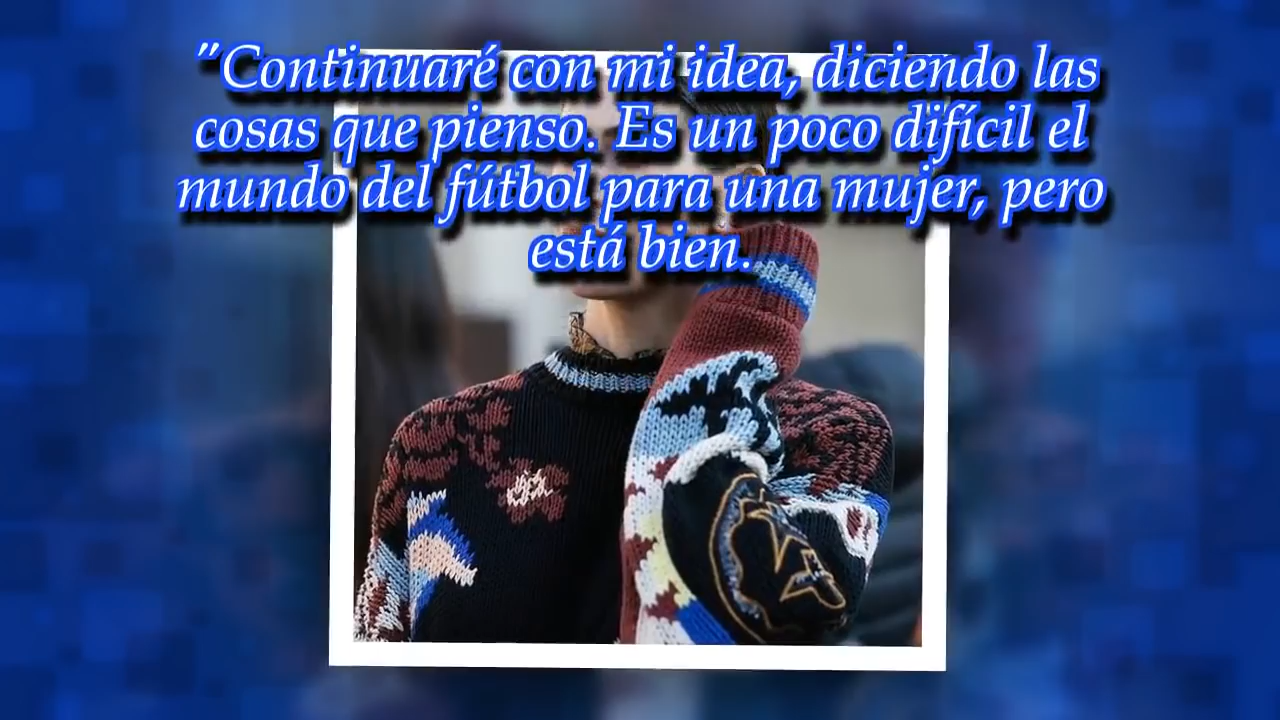 "Continuaré con mi idea, diciendo las
cosas que pienso. Es un poco difícil el
mundo del fútbol para una mujer, pero
está bien.